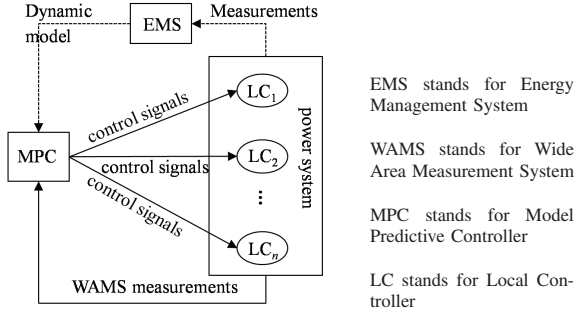 Dynamic
model
EMS
Measurements
LC1
control signals
power system
MPC
control signals
LC2
...
control signals
LCn
WAMS measurements
EMS stands for Energy
Management System
WAMS stands for Wide
Area Measurement System
MPC stands for Model
Predictive Controller
LC stands for Local Con-
troller